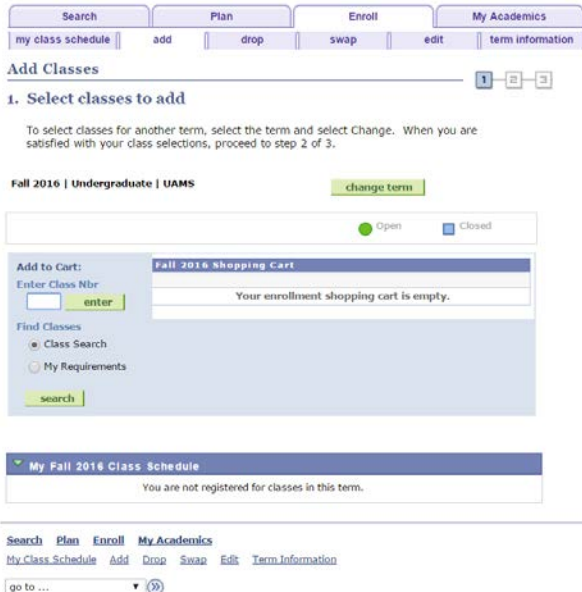 Search Plan Enroll My Academics
my class schedule add drop swap edit term information
Add Classes
1 2 3
1. Select classes to add
To select classes for another term, select the term and select Change. When you are
satisfied with your class selections, proceed to step 2 of 3.
Fall 2016 | Undergraduate | UAMS change term
Open Closed
Add to Cart:
Enter Class Nbr
enter
Find Classes
Class Search
My Requirements
search
Fall 2016 Shopping Cart
Your enrollment shopping cart is empty.
My Fall 2016 Class Schedule
You are not registered for classes in this term.
Search Plan Enroll My Academics
My Class Schedule Add Drop Swap Edit Term Information
go to ...